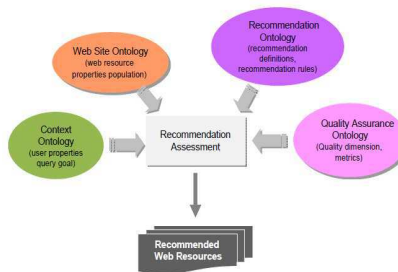 Web Site Ontology
(web resource
properties population)
Recommendation
Ontology
(recommendation
definitions,
recommendation rules)
Context
Ontology
(user properties
query goal)
Recommendation
Assessment
Quality Assurance
Ontology
(Quality dimension,
metrics)
Recommended
Web Resources